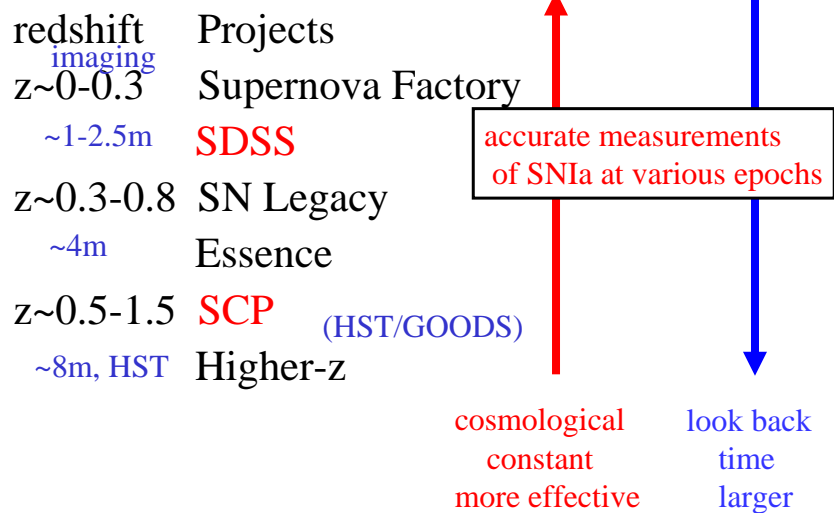 redshift Projects
imaging
z~0-0.3 Supernova Factory
~1-2.5m SDSS
z~0.3-0.8 SN Legacy
~4m Essence
z~0.5-1.5 SCP (HST/GOODS)
~8m, HST Higher-z
accurate measurements
of SNIa at various epochs
cosmological
constant
more effective
look back
time
larger